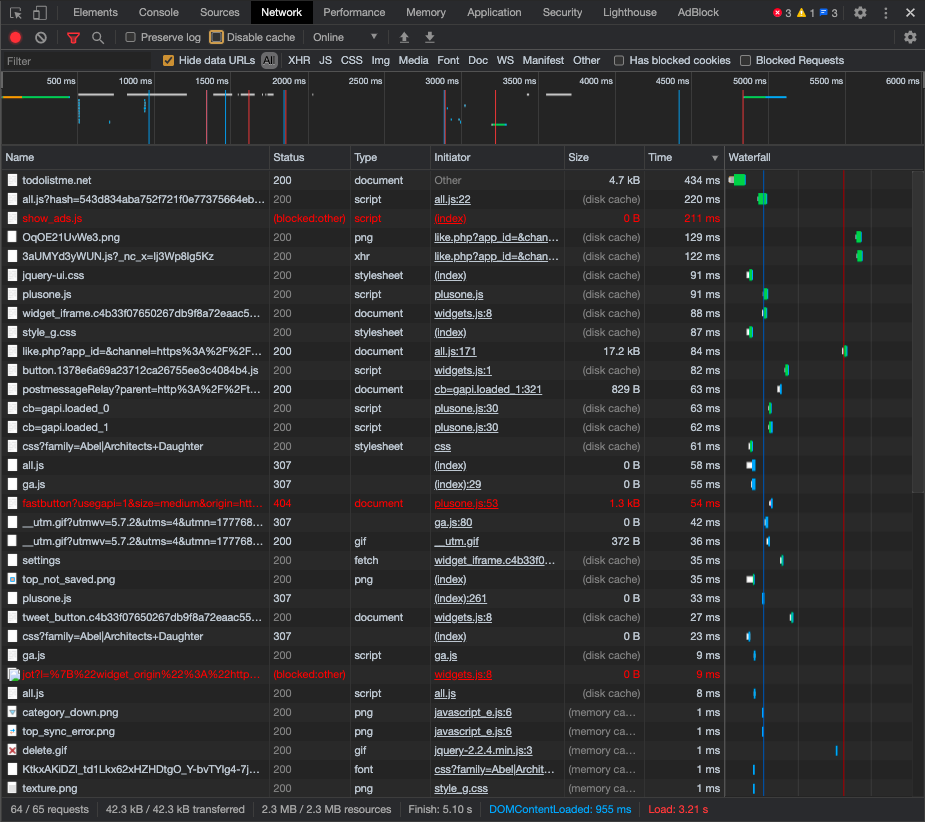 Elements Console Sources Network Performance Memory Application Security Lighthouse AdBlock 3 1 3
Preserve log Disable cache Online
Filter Hide data URLs All XHR JS CSS Img Media Font Doc WS Manifest Other Has blocked cookies Blocked Requests
500 ms 1000 ms 1500 ms 2000 ms 2500 ms 3000 ms 3500 ms 4000 ms 4500 ms 5000 ms 5500 ms 6000 ms
Name Status Type Initiator Size Time Waterfall
todolistme.net 200 document Other 4.7 kB 434 ms
all.js?hash=543d834aba752f721f0e77375664eb... 200 script all.js:22 (disk cache) 220 ms
show_ads.js (blocked:other) script (index) 0 B 211 ms
OqOE21UvWe3.png 200 png like.php?app_id=&chan... (disk cache) 129 ms
3aUMYd3yWUN.js?_nc_x=Ij3Wp8lg5Kz 200 xhr like.php?app_id=&chan... (disk cache) 122 ms
jquery-ui.css 200 stylesheet (index) (disk cache) 91 ms
plusone.js 200 script plusone.js (disk cache) 91 ms
widget_iframe.c4b33f07650267db9f8a72eaac5... 200 document widgets.js:8 (disk cache) 88 ms
style_g.css 200 stylesheet (index) (disk cache) 87 ms
like.php?app_id=&channel=https%3A%2F%2F... 200 document all.js:171 17.2 kB 84 ms
button.1378e6a69a23712ca26755ee3c4084b4.js 200 script widgets.js:1 (disk cache) 82 ms
postmessageRelay?parent=http%3A%2F%2Ft... 200 document cb=gapi.loaded_1:321 829 B 63 ms
cb=gapi.loaded_0 200 script plusone.js:30 (disk cache) 63 ms
cb=gapi.loaded_1 200 script plusone.js:30 (disk cache) 62 ms
css?family=Abel|Architects+Daughter 200 stylesheet css (disk cache) 61 ms
all.js 307 (index) 0 B 58 ms
ga.js 307 (index):29 0 B 55 ms
fastbutton?usegapi=1&size=medium&origin=htt... 404 document plusone.js:53 1.3 kB 54 ms
__utm.gif?utmwv=5.7.2&utms=4&utmn=177768... 307 ga.js:80 0 B 42 ms
__utm.gif?utmwv=5.7.2&utms=4&utmn=177768... 200 gif __utm.gif 372 B 36 ms
settings 200 fetch widget_iframe.c4b33f0... (disk cache) 35 ms
top_not_saved.png 200 png (index) (disk cache) 35 ms
plusone.js 307 (index):261 0 B 33 ms
tweet_button.c4b33f07650267db9f8a72eaac55... 200 document widgets.js:8 (disk cache) 27 ms
css?family=Abel|Architects+Daughter 307 (index) 0 B 23 ms
ga.js 200 script ga.js (disk cache) 9 ms
jot?l=%7B%22widget_origin%22%3A%22http... (blocked:other) widgets.js:8 0 B 9 ms
all.js 200 script all.js (disk cache) 8 ms
category_down.png 200 png javascript_e.js:6 (memory ca... 1 ms
top_sync_error.png 200 png javascript_e.js:6 (memory ca... 1 ms
delete.gif 200 gif jquery-2.2.4.min.js:3 (memory ca... 1 ms
KtkxAKiDZI_td1Lkx62xHZHDtgO_Y-bvTYlg4-7j... 200 font css?family=Abel|Archit... (memory ca... 1 ms
texture.png 200 png style_g.css (memory ca... 1 ms
64 / 65 requests 42.3 kB / 42.3 kB transferred 2.3 MB / 2.3 MB resources Finish: 5.10 s DOMContentLoaded: 955 ms Load: 3.21 s